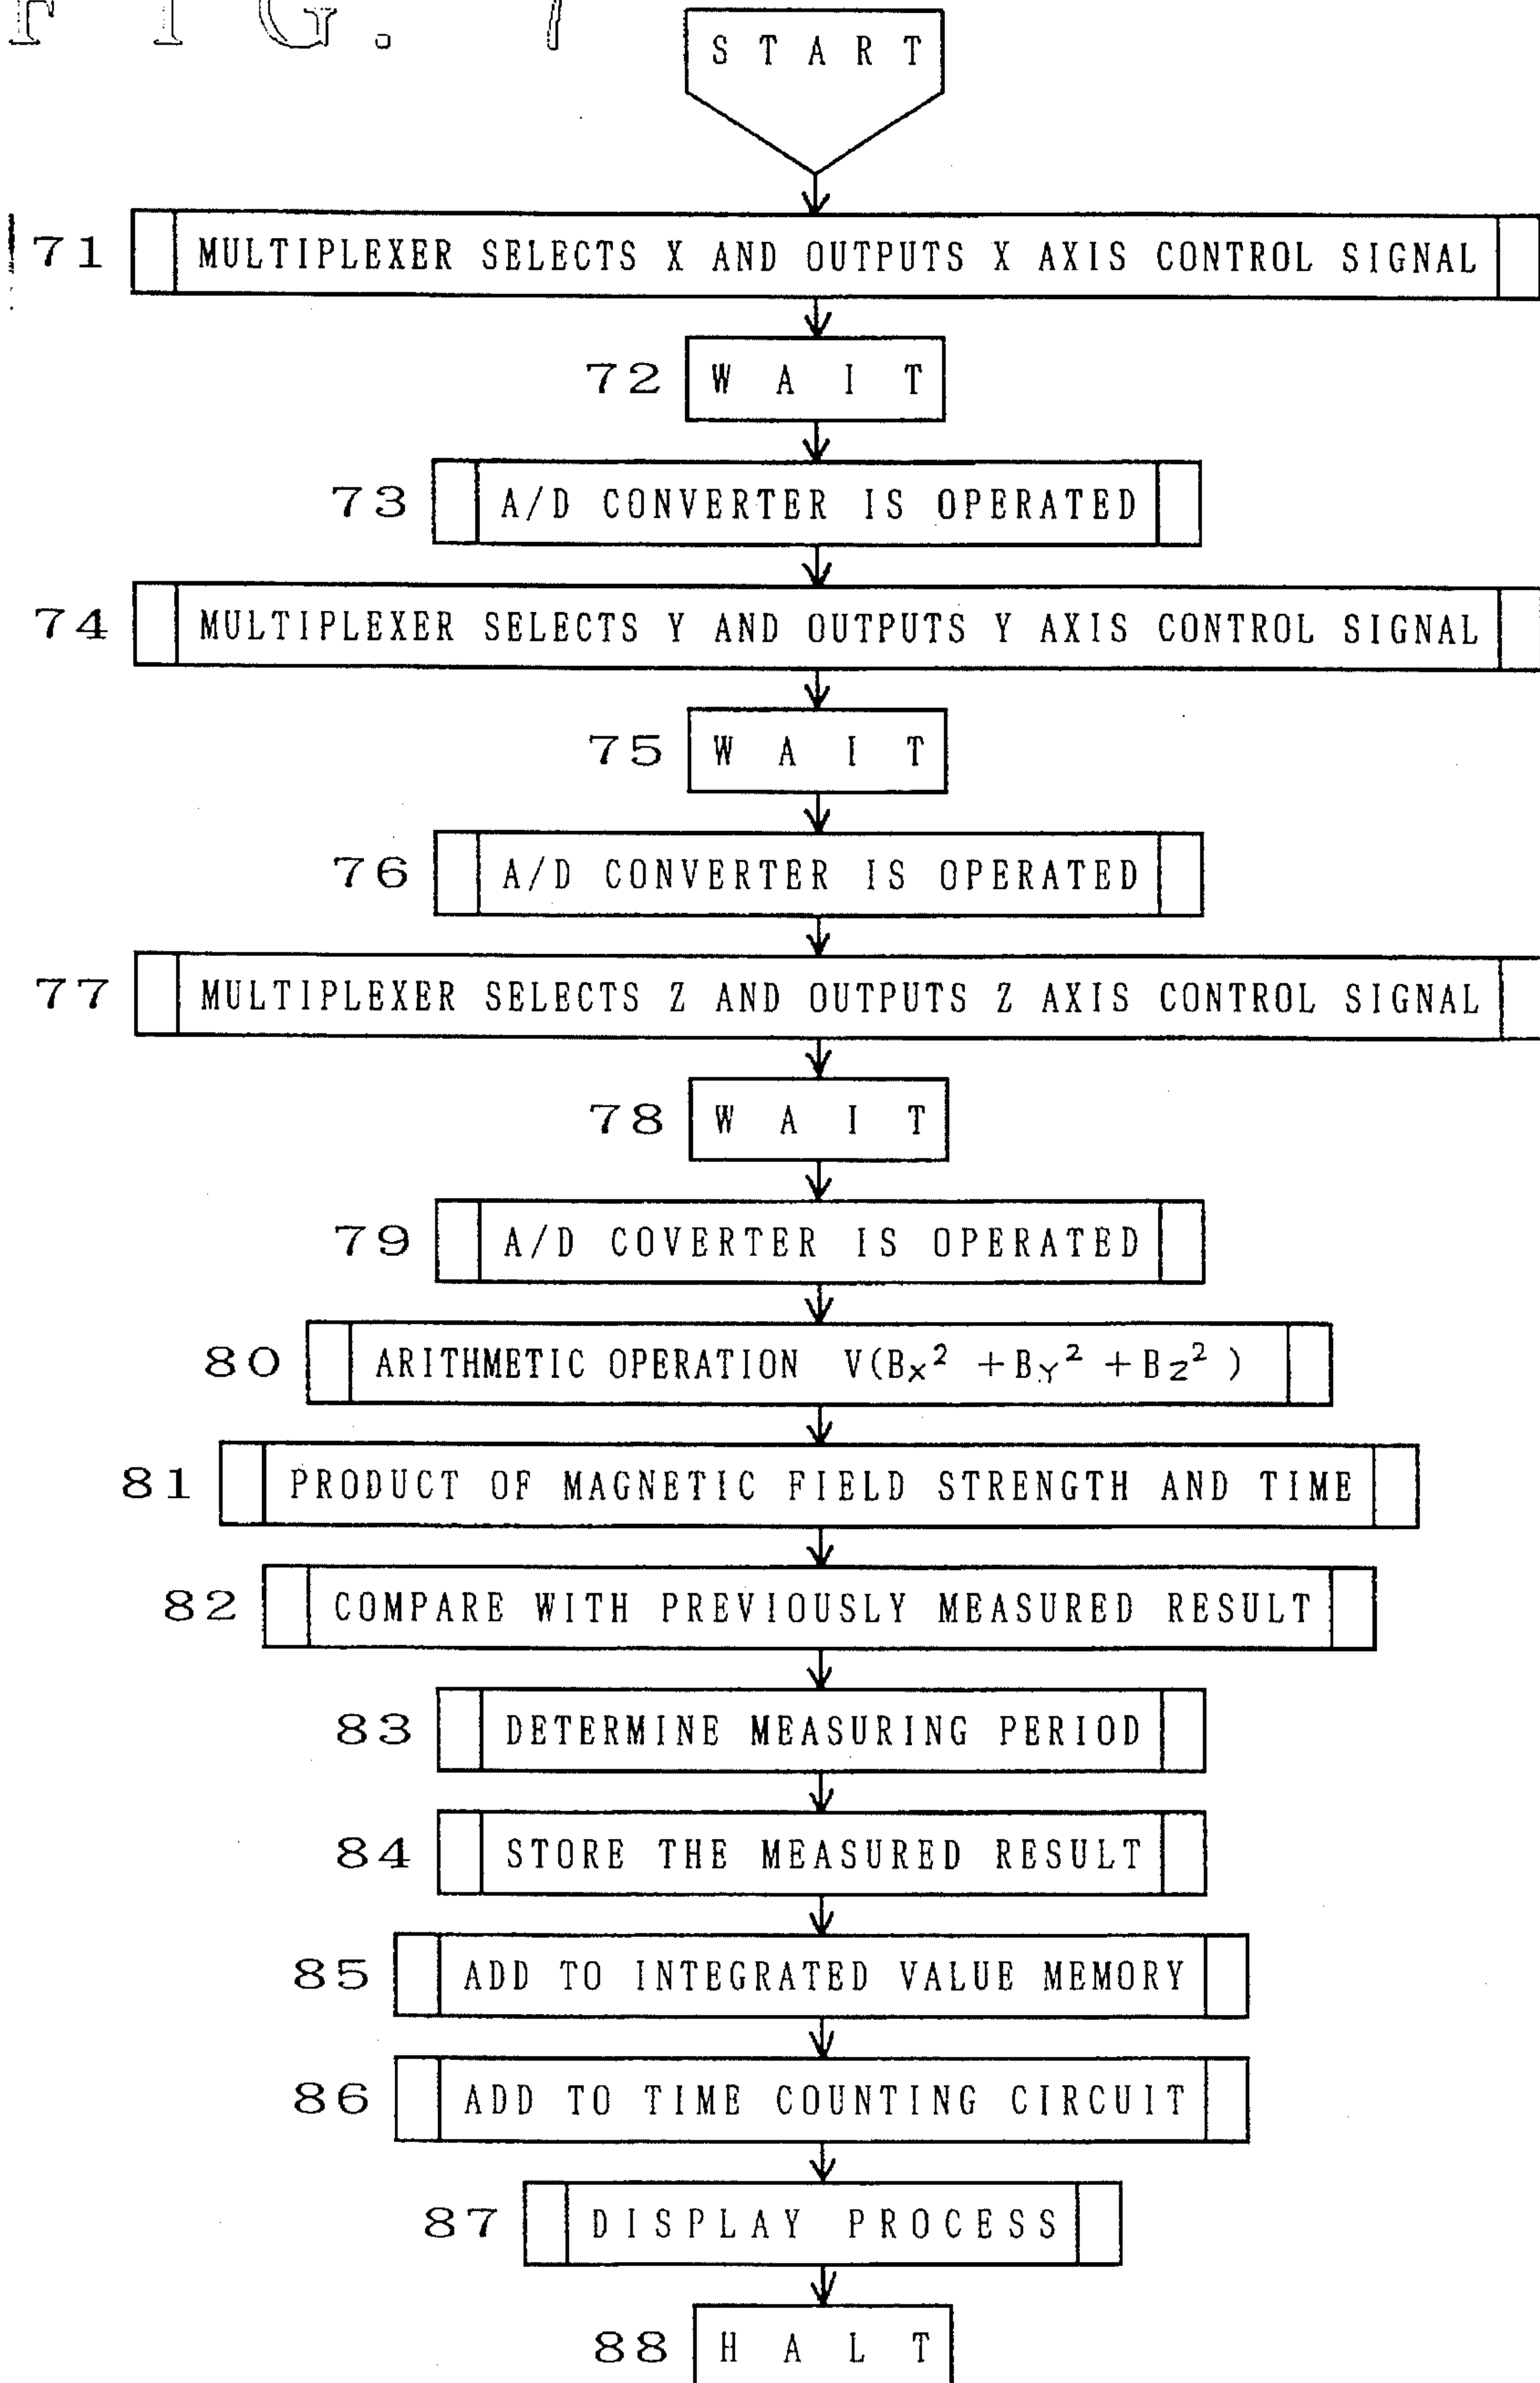 FIG. 7
START
71 MULTIPLEXER SELECTS X AND OUTPUTS X AXIS CONTROL SIGNAL
72 WAIT
73 A/D CONVERTER IS OPERATED
74 MULTIPLEXER SELECTS Y AND OUTPUTS Y AXIS CONTROL SIGNAL
75 WAIT
76 A/D CONVERTER IS OPERATED
77 MULTIPLEXER SELECTS Z AND OUTPUTS Z AXIS CONTROL SIGNAL
78 WAIT
79 A/D COVERTER IS OPERATED
80 ARITHMETIC OPERATION V(Bx² +BY² +Bz² )
81 PRODUCT OF MAGNETIC FIELD STRENGTH AND TIME
82 COMPARE WITH PREVIOUSLY MEASURED RESULT
83 DETERMINE MEASURING PERIOD
84 STORE THE MEASURED RESULT
85 ADD TO INTEGRATED VALUE MEMORY
86 ADD TO TIME COUNTING CIRCUIT
87 DISPLAY PROCESS
88 HALT